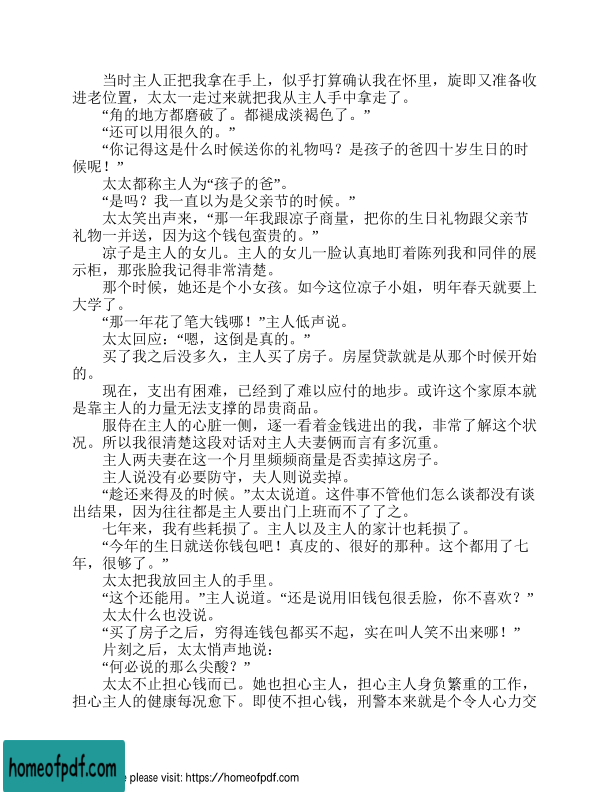 当时主人正把我拿在手上，似乎打算确认我在怀里，旋即又准备收
进老位置，太太一走过来就把我从主人手中拿走了。
“角的地方都磨破了。都褪成淡褐色了。”
“还可以用很久的。”
“你记得这是什么时候送你的礼物吗？是孩子的爸四十岁生日的时
候呢！”
太太都称主人为“孩子的爸”。
“是吗？我一直以为是父亲节的时候。”
太太笑出声来，“那一年我跟凉子商量，把你的生日礼物跟父亲节
礼物一并送，因为这个钱包蛮贵的。”
凉子是主人的女儿。主人的女儿一脸认真地盯着陈列我和同伴的展
示柜，那张脸我记得非常清楚。
那个时候，她还是个小女孩。如今这位凉子小姐，明年春天就要上
大学了。
“那一年花了笔大钱哪！”主人低声说。
太太回应：“嗯，这倒是真的。”
买了我之后没多久，主人买了房子。房屋贷款就是从那个时候开始
的。
现在，支出有困难，已经到了难以应付的地步。或许这个家原本就
是靠主人的力量无法支撑的昂贵商品。
服侍在主人的心脏一侧，逐一看着金钱进出的我，非常了解这个状
况。所以我很清楚这段对话对主人夫妻俩而言有多沉重。
主人两夫妻在这一个月里频频商量是否卖掉这房子。
主人说没有必要防守，夫人则说卖掉。
“趁还来得及的时候。”太太说道。这件事不管他们怎么谈都没有谈
出结果，因为往往都是主人要出门上班而不了了之。
七年来，我有些耗损了。主人以及主人的家计也耗损了。
“今年的生日就送你钱包吧！真皮的、很好的那种。这个都用了七
年，很够了。”
太太把我放回主人的手里。
“这个还能用。”主人说道。“还是说用旧钱包很丢脸，你不喜欢？”
太太什么也没说。
“买了房子之后，穷得连钱包都买不起，实在叫人笑不出来哪！”
片刻之后，太太悄声地说：
“何必说的那么尖酸？”
太太不止担心钱而已。她也担心主人，担心主人身负繁重的工作，
担心主人的健康每况愈下。即使不担心钱，刑警本来就是个令人心力交
homeofpdf.com
e please visit: https://homeofpdf.com